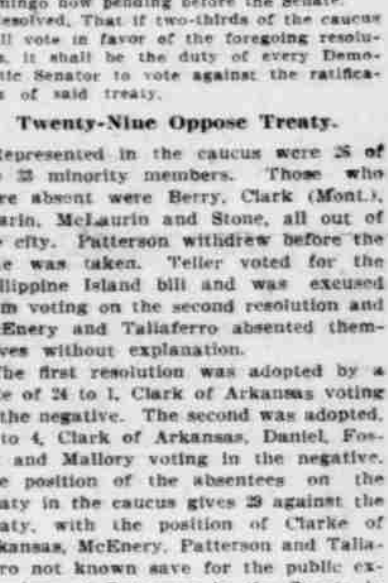 mingo now pending before the Senate.
esolved, That if two-thirds of the caucus
ll vote in favor of the foregoing resolu-
s, it shall be the duty of every Demo-
tic Senator to vote against the ratifica-
s of said treaty.
Twenty-Nine Oppose Treaty.
Represented in the caucus were 26 of
33 minority members. Those who
re absent were Berry, Clark (Mont.),
arin, McLaurin and Stone, all out of
e city. Patterson withdrew before the
e was taken. Teller voted for the
ilippine Island bill and was excused
m voting on the second resolution and
Enery and Taliaferro absented them-
ves without explanation.
The first resolution was adopted by a
te of 24 to 1, Clark of Arkansas voting
the negative. The second was adopted,
to 4, Clark of Arkansas, Daniel, Fos-
and Mallory voting in the negative.
e position of the absentees on the
aty in the caucus gives 29 against the
aty, with the position of Clarke of
kansas, McEnery, Patterson and Talia-
ro not known save for the public ex-